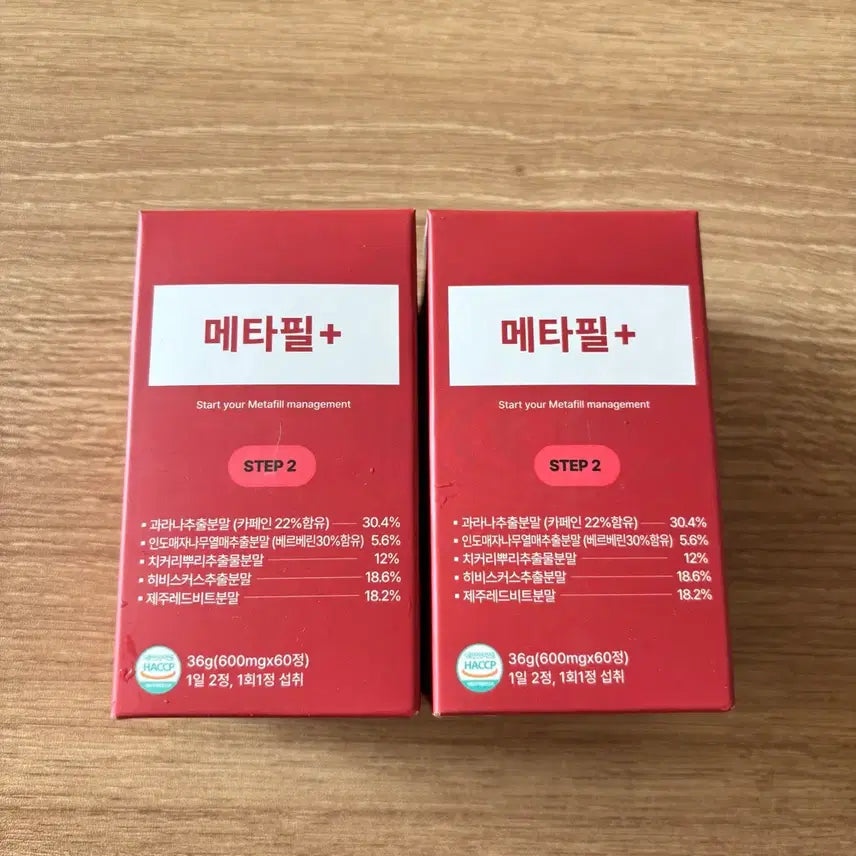 메타필+
Start your Metafill management
STEP 2
▪ 과라나추출분말 (카페인 22%함유) 30.4%
▪ 인도매자나무열매추출분말 (베르베린30%함유) 5.6%
▪ 치커리뿌리추출물분말 12%
▪ 히비스커스추출분말 18.6%
▪ 제주레드비트분말 18.2%
HACCP
36g(600mgx60정)
1일 2정, 1회1정 섭취
메타필+
Start your Metafill management
STEP 2
▪ 과라나추출분말 (카페인 22%함유) 30.4%
▪ 인도매자나무열매추출분말 (베르베린30%함유) 5.6%
▪ 치커리뿌리추출물분말 12%
▪ 히비스커스추출분말 18.6%
▪ 제주레드비트분말 18.2%
HACCP
36g(600mgx60정)
1일 2정, 1회1정 섭취